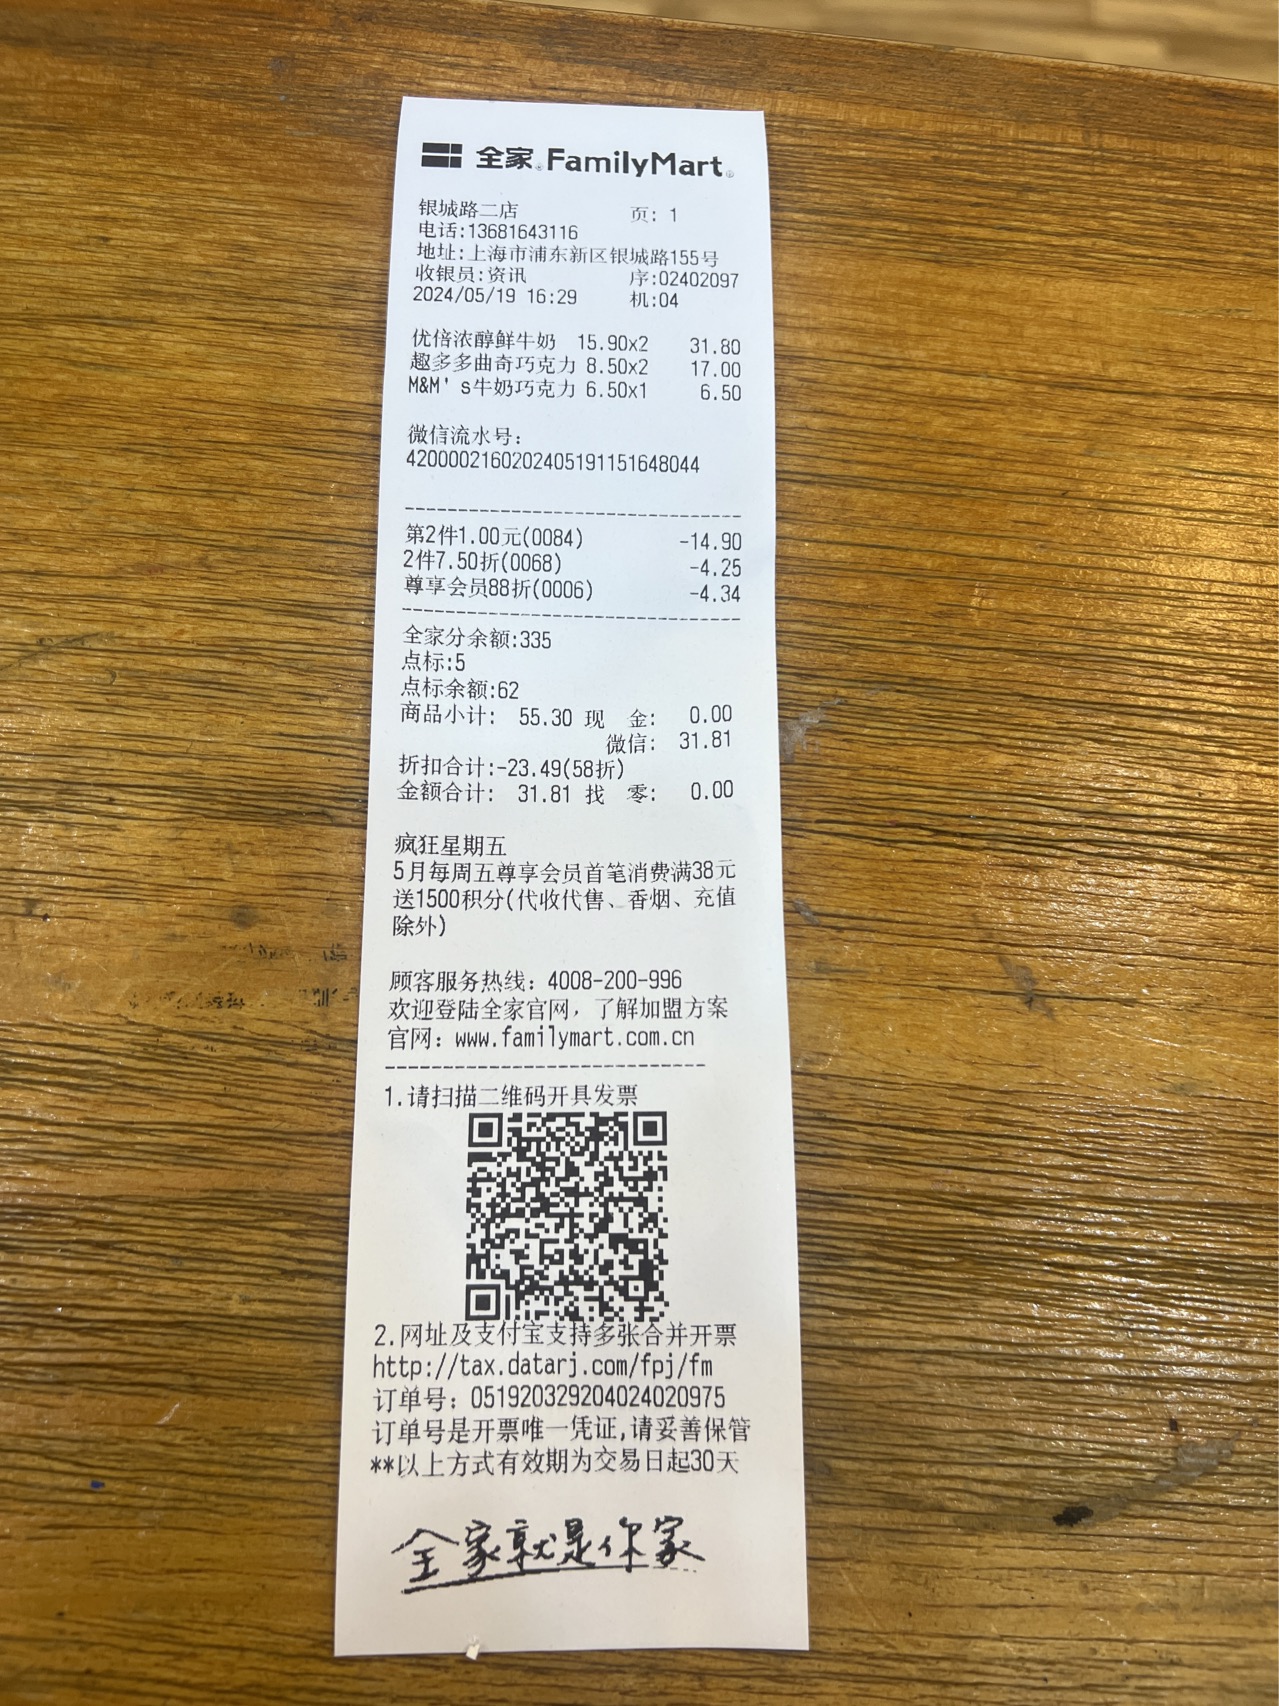 全家 FamilyMart
银城路二店 页: 1
电话:13681643116
地址:上海市浦东新区银城路155号
收银员:资讯 序:02402097
2024/05/19 16:29 机:04
优倍浓醇鲜牛奶 15.90x2 31.80
趣多多曲奇巧克力 8.50x2 17.00
M&M's牛奶巧克力 6.50x1 6.50
微信流水号:
4200002160202405191151648044
第2件1.00元(0084) -14.90
2件7.50折(0068) -4.25
尊享会员88折(0006) -4.34
全家分余额:335
点标:5
点标余额:62
商品小计: 55.30 现 金: 0.00
微信: 31.81
折扣合计:-23.49(58折)
金额合计: 31.81 找 零: 0.00
疯狂星期五
5月每周五尊享会员首笔消费满38元
送1500积分(代收代售、香烟、充值
除外)
顾客服务热线: 4008-200-996
欢迎登陆全家官网，了解加盟方案
官网: www.familymart.com.cn
1.请扫描二维码开具发票
2.网址及支付宝支持多张合并开票
http://tax.datarj.com/fpj/fm
订单号: 051920329204024020975
订单号是开票唯一凭证,请妥善保管
**以上方式有效期为交易日起30天
全家就是你家